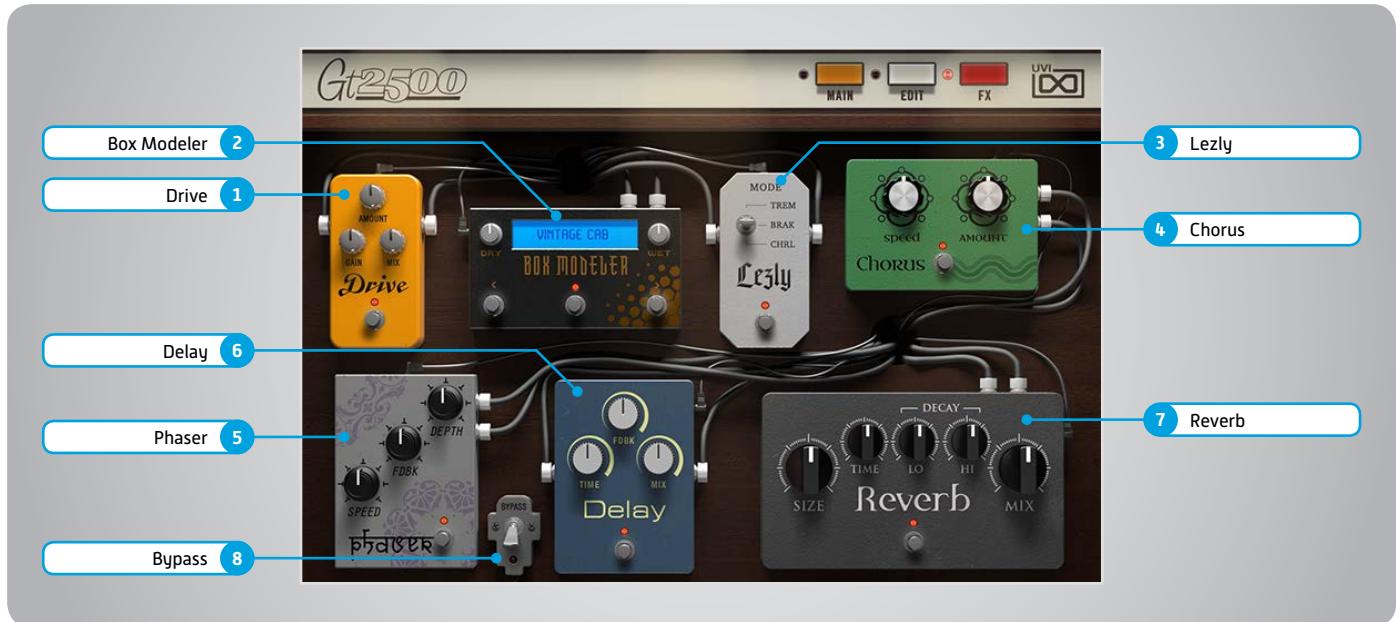 Gt2500
MAIN
EDIT
FX
UVI
Box Modeler 2
Drive 1
3 Lezly
4 Chorus
AMOUNT
GAIN MIX
Drive
VINTAGE CAB
DRY WET
BOX MODELER
< >
MODE
TREM
BRAK
CHRL
Lezly
speed AMOUNT
Chorus
Delay 6
Phaser 5
Bypass 8
7 Reverb
DEPTH
FDBK
SPEED
phaser
BYPASS
FDBK
TIME MIX
Delay
DECAY
TIME LO HI
SIZE MIX
Reverb